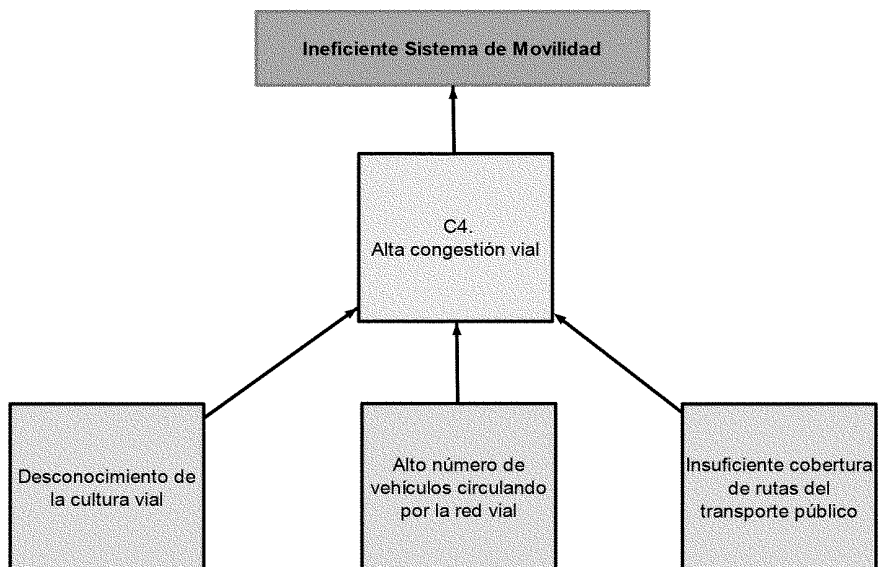 Ineficiente Sistema de Movilidad
C4.
Alta congestión vial
Desconocimiento de
la cultura vial
Alto número de
vehículos circulando
por la red vial
Insuficiente cobertura
de rutas del
transporte público